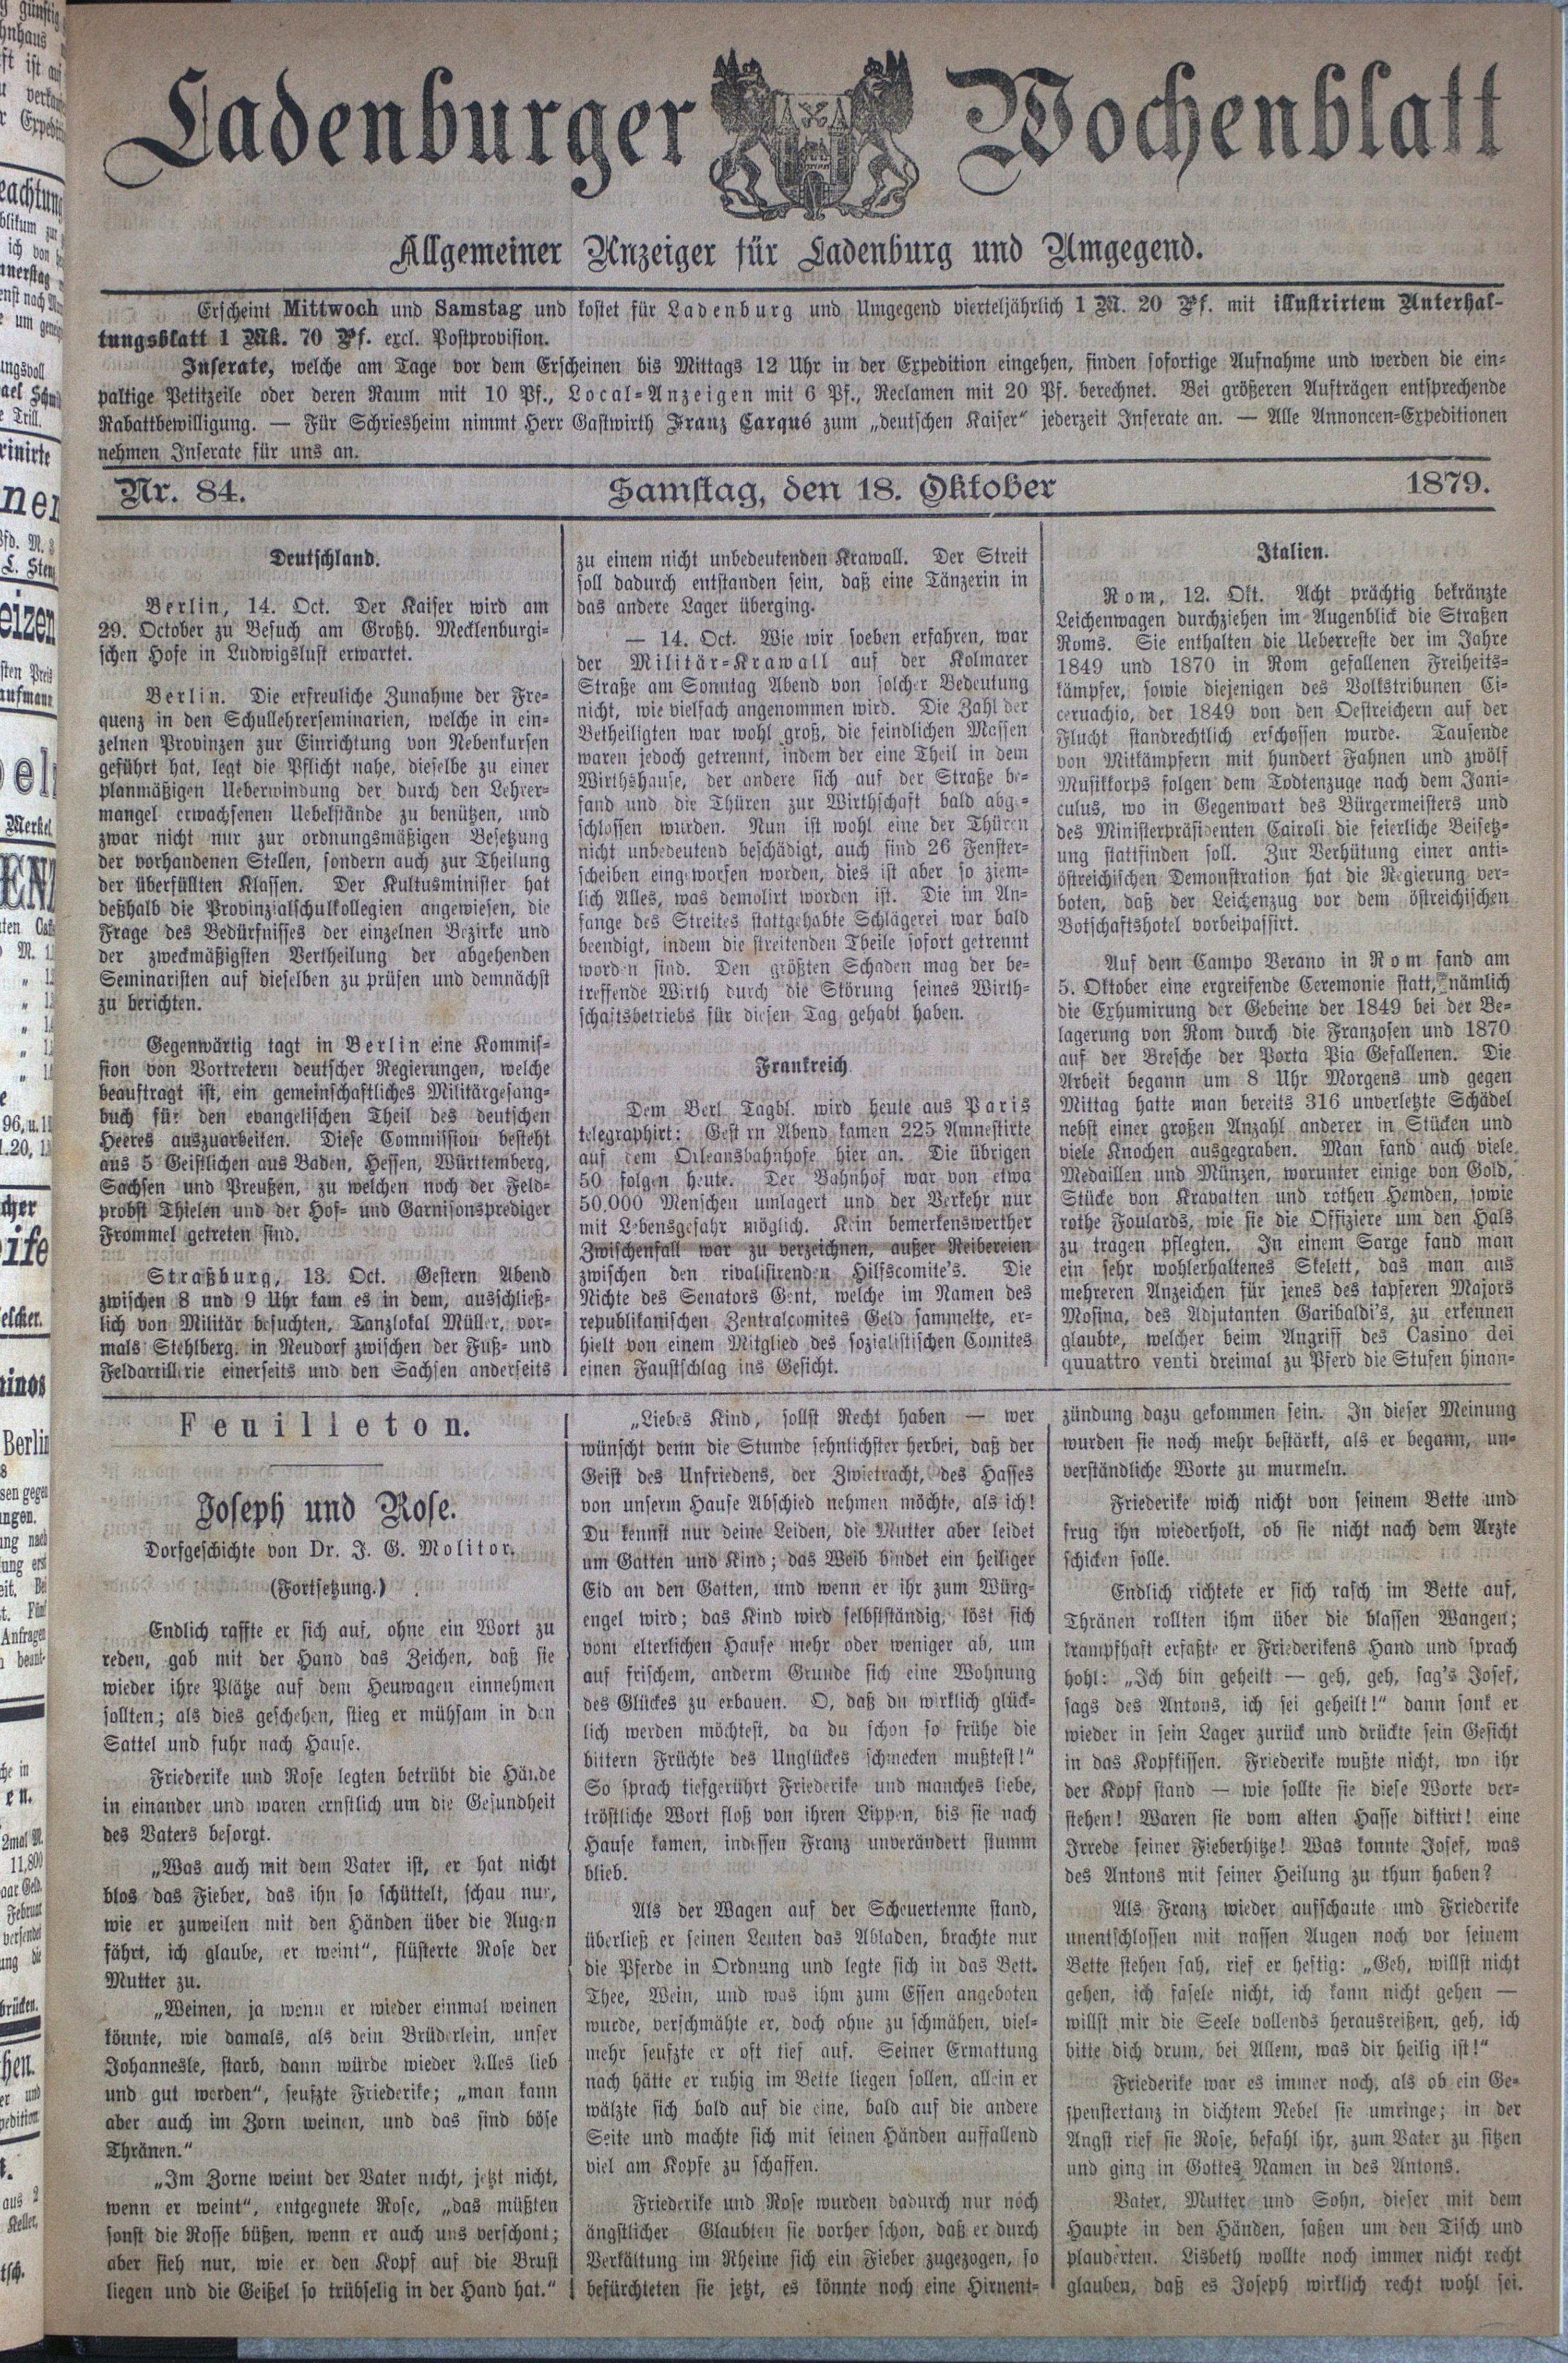 Ladenburger Wochenblatt
Allgemeiner Anzeiger für Ladenburg und Umgegend.
Erscheint Mittwoch und Samstag und kostet für Ladenburg und Umgegend vierteljährlich 1 M. 20 Pf. mit illustrirtem Unterhal-
tungsblatt 1 Mk. 70 Pf. excl. Postprovision.
Inserate, welche am Tage vor dem Erscheinen bis Mittags 12 Uhr in der Expedition eingehen, finden sofortige Aufnahme und werden die ein-
paltige Petitzeile oder deren Raum mit 10 Pf., Local-Anzeigen mit 6 Pf., Reclamen mit 20 Pf. berechnet. Bei größeren Aufträgen entsprechende
Rabattbewilligung. — Für Schriesheim nimmt Herr Gastwirth Franz Carqué zum „deutschen Kaiser“ jederzeit Inserate an. — Alle Annoncen-Expeditionen
nehmen Inserate für uns an.
Nr. 84. Samstag, den 18. Oktober 1879.
Deutschland.
Berlin, 14. Oct. Der Kaiser wird am
29. October zu Besuch am Großh. Mecklenburgi-
schen Hofe in Ludwigslust erwartet.
Berlin. Die erfreuliche Zunahme der Fre-
quenz in den Schullehrerseminarien, welche in ein-
zelnen Provinzen zur Einrichtung von Nebenkursen
geführt hat, legt die Pflicht nahe, dieselbe zu einer
planmäßigen Ueberwindung der durch den Lehrer-
mangel erwachsenen Uebelstände zu benützen, und
zwar nicht nur zur ordnungsmäßigen Besetzung
der vorhandenen Stellen, sondern auch zur Theilung
der überfüllten Klassen. Der Kultusminister hat
deßhalb die Provinzialschulkollegien angewiesen, die
Frage des Bedürfnisses der einzelnen Bezirke und
der zweckmäßigsten Vertheilung der abgehenden
Seminaristen auf dieselben zu prüfen und demnächst
zu berichten.
Gegenwärtig tagt in Berlin eine Kommis-
sion von Vortretern deutscher Regierungen, welche
beauftragt ist, ein gemeinschaftliches Militärgesang-
buch für den evangelischen Theil des deutschen
Heeres auszuarbeiten. Diese Commission besteht
aus 5 Geistlichen aus Baden, Hessen, Württemberg,
Sachsen und Preußen, zu welchen noch der Feld-
probst Thielen und der Hof- und Garnisonsprediger
Frommel getreten sind.
Straßburg, 13. Oct. Gestern Abend
zwischen 8 und 9 Uhr kam es in dem, ausschließ-
lich von Militär besuchten, Tanzlokal Müller, vor-
mals Stehlberg. in Neudorf zwischen der Fuß- und
Feldartillerie einerseits und den Sachsen anderseits
zu einem nicht unbedeutenden Krawall. Der Streit
soll dadurch entstanden sein, daß eine Tänzerin in
das andere Lager überging.
— 14. Oct. Wie wir soeben erfahren, war
der Militär-Krawall auf der Kolmarer
Straße am Sonntag Abend von solcher Bedeutung
nicht, wie vielfach angenommen wird. Die Zahl der
Betheiligten war wohl groß, die feindlichen Massen
waren jedoch getrennt, indem der eine Theil in dem
Wirthshause, der andere sich auf der Straße be-
fand und die Thüren zur Wirthschaft bald abge-
schlossen wurden. Nun ist wohl eine der Thüren
nicht unbedeutend beschädigt, auch sind 26 Fenster-
scheiben eingeworfen worden, dies ist aber so ziem-
lich Alles, was demolirt worden ist. Die im An-
fange des Streites stattgehabte Schlägerei war bald
beendigt, indem die streitenden Theile sofort getrennt
worden sind. Den größten Schaden mag der be-
treffende Wirth durch die Störung seines Wirth-
schaftsbetriebs für diesen Tag gehabt haben.
Frankreich
Dem Berl Tagbl. wird heute aus Paris
telegraphirt: Gestern Abend kamen 225 Amnestirte
auf dem Orleansbahnhofe hier an. Die übrigen
50 folgen heute. Der Bahnhof war von etwa
50,000 Menschen umlagert und der Verkehr nur
mit Lebensgefahr möglich. Kein bemerkenswerther
Zwischenfall war zu verzeichnen, außer Reibereien
zwischen den rivalisirenden Hilfscomite's. Die
Nichte des Senators Gent, welche im Namen des
republikanischen Zentralcomites Geld sammelte, er-
hielt von einem Mitglied des sozialistischen Comites
einen Faustschlag ins Gesicht.
Italien.
Rom, 12. Okt. Acht prächtig bekränzte
Leichenwagen durchziehen im Augenblick die Straßen
Roms. Sie enthalten die Ueberreste der im Jahre
1849 und 1870 in Rom gefallenen Freiheits-
kämpfer, sowie diejenigen des Volkstribunen Ci-
ceruachio, der 1849 von den Oestreichern auf der
Flucht standrechtlich erschossen wurde. Tausende
von Mitkämpfern mit hundert Fahnen und zwölf
Musikkorps folgen dem Todtenzuge nach dem Jani-
culus, wo in Gegenwart des Bürgermeisters und
des Ministerpräsidenten Cairoli die feierliche Beisetz-
ung stattfinden soll. Zur Verhütung einer anti-
östreichischen Demonstration hat die Regierung ver-
boten, daß der Leichenzug vor dem östreichischen
Botschaftshotel vorbeipassirt.
Auf dem Campo Verano in Rom fand am
5. Oktober eine ergreifende Ceremonie statt, nämlich
die Exhumirung der Gebeine der 1849 bei der Be-
lagerung von Rom durch die Franzosen und 1870
auf der Bresche der Porta Pia Gefallenen. Die
Arbeit begann um 8 Uhr Morgens und gegen
Mittag hatte man bereits 316 unverletzte Schädel
nebst einer großen Anzahl anderer in Stücken und
viele Knochen ausgegraben. Man fand auch viele
Medaillen und Münzen, worunter einige von Gold,
Stücke von Kravatten und rothen Hemden, sowie
rothe Foulards, wie sie die Offiziere um den Hals
zu tragen pflegten. In einem Sarge fand man
ein sehr wohlerhaltenes Skelett, das man aus
mehreren Anzeichen für jenes des tapferen Majors
Mosina, des Adjutanten Garibaldi's, zu erkennen
glaubte, welcher beim Angriff des Casino dei
quuattro venti dreimal zu Pferd die Stufen hinan-
Feuilleton.
Joseph und Rose.
Dorfgeschichte von Dr. J. G. Molitor.
(Fortsetzung.)
Endlich raffte er sich auf, ohne ein Wort zu
reden, gab mit der Hand das Zeichen, daß sie
wieder ihre Plätze auf dem Heuwagen einnehmen
sollten; als dies geschehen, stieg er mühsam in den
Sattel und fuhr nach Hause.
Friederike und Rose legten betrübt die Hände
in einander und waren ernstlich um die Gesundheit
des Vaters besorgt.
„Was auch mit dem Vater ist, er hat nicht
blos das Fieber, das ihn so schüttelt, schau nur,
wie er zuweilen mit den Händen über die Augen
fährt, ich glaube, er weint“, flüsterte Rose der
Mutter zu.
„Weinen, ja wenn er wieder einmal weinen
könnte, wie damals, als dein Brüderlein, unser
Johannesle, starb, dann würde wieder Alles lieb
und gut werden“, seufzte Friederike; „man kann
aber auch im Zorn weinen, und das sind böse
Thränen.“
„Im Zorne weint der Vater nicht, jetzt nicht,
wenn er weint“, entgegnete Rose, „das müßten
sonst die Rosse büßen, wenn er auch uns verschont;
aber sieh nur, wie er den Kopf auf die Brust
liegen und die Geißel so trübselig in der Hand hat.“
„Liebes Kind, sollst Recht haben — wer
wünscht denn die Stunde sehnlichster herbei, daß der
Geist des Unfriedens, der Zwietracht, des Hasses
von unserm Hause Abschied nehmen möchte, als ich!
Du kennst nur deine Leiden, die Mutter aber leidet
um Gatten und Kind; das Weib bindet ein heiliger
Eid an den Gatten, und wenn er ihr zum Würg-
engel wird; das Kind wird selbstständig, löst sich
vom elterlichen Hause mehr oder weniger ab, um
auf frischem, anderm Grunde sich eine Wohnung
des Glückes zu erbauen. O, daß du wirklich glück-
lich werden möchtest, da du schon so frühe die
bittern Früchte des Unglückes schmecken mußtest!“
So sprach tiefgerührt Friederike und manches liebe,
tröstliche Wort floß von ihren Lippen, bis sie nach
Hause kamen, indessen Franz unverändert stumm
blieb.
Als der Wagen auf der Scheuertenne stand,
überließ er seinen Leuten das Abladen, brachte nur
die Pferde in Ordnung und legte sich in das Bett.
Thee, Wein, und was ihm zum Essen angeboten
wurde, verschmähte er, doch ohne zu schmähen, viel-
mehr seufzte er oft tief auf. Seiner Ermattung
nach hätte er ruhig im Bette liegen sollen, allein er
wälzte sich bald auf die eine, bald auf die andere
Seite und machte sich mit seinen Händen auffallend
viel am Kopfe zu schaffen.
Friederike und Rose wurden dadurch nur noch
ängstlicher Glaubten sie vorher schon, daß er durch
Verkältung im Rheine sich ein Fieber zugezogen, so
befürchteten sie jetzt, es könnte noch eine Hirnent-
zündung dazu gekommen sein. In dieser Meinung
wurden sie noch mehr bestärkt, als er begann, un-
verständliche Worte zu murmeln.
Friederike wich nicht von seinem Bette und
frug ihn wiederholt, ob sie nicht nach dem Arzte
schicken solle.
Endlich richtete er sich rasch im Bette auf,
Thränen rollten ihm über die blassen Wangen;
krampfhaft erfaßte er Friederikens Hand und sprach
hohl: „Ich bin geheilt — geh, geh, sag's Josef,
sags des Antons, ich sei geheilt!“ dann sank er
wieder in sein Lager zurück und drückte sein Gesicht
in das Kopfkissen. Friederike wußte nicht, wo ihr
der Kopf stand — wie sollte sie diese Worte ver-
stehen! Waren sie vom alten Hasse diktirt! eine
Irrede seiner Fieberhitze! Was konnte Josef, was
des Antons mit seiner Heilung zu thun haben?
Als Franz wieder aufschaute und Friederike
unentschlossen mit nassen Augen noch vor seinem
Bette stehen sah, rief er heftig: „Geh, willst nicht
gehen, ich fasele nicht, ich kann nicht gehen —
willst mir die Seele vollends herausreißen, geh, ich
bitte dich drum, bei Allem, was dir heilig ist!“
Friederike war es immer noch, als ob ein Ge-
spenstertanz in dichtem Nebel sie umringe; in der
Angst rief sie Rose, befahl ihr, zum Vater zu sitzen
und ging in Gottes Namen in des Antons.
Vater, Mutter und Sohn, dieser mit dem
Haupte in den Händen, saßen um den Tisch und
plauderten. Lisbeth wollte noch immer nicht recht
glauben, daß es Joseph wirklich recht wohl sei.